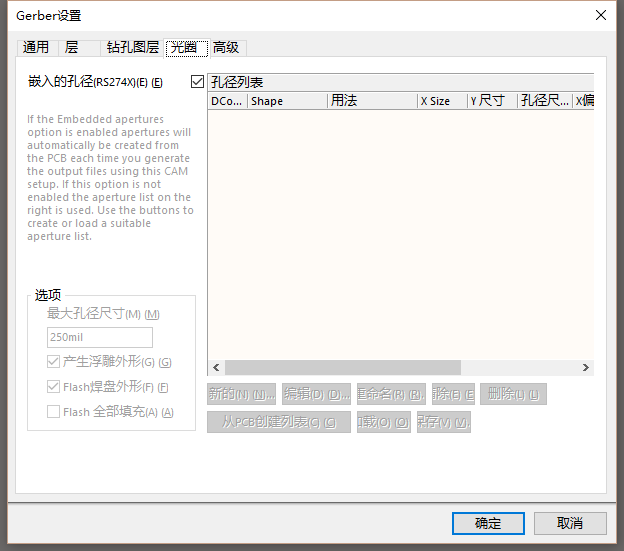 Gerber设置
通用 层 钻孔图层 光圈 高级
嵌入的孔径(RS274X)(E) (E)
孔径列表
DCo... Shape 用法 X Size Y 尺寸 孔径尺... X偏
If the Embedded apertures
option is enabled apertures will
automatically be created from
the PCB each time you generate
the output files using this CAM
setup. If this option is not
enabled the aperture list on the
right is used. Use the buttons to
create or load a suitable
aperture list.
选项
最大孔径尺寸(M) (M)
250mil
产生浮雕外形(G) (G)
Flash焊盘外形(F) (F)
Flash 全部填充(A) (A)
新的(N) (N)... 编辑(D) (D)... 重命名(R) (R). 删除(E) (E 删除(L) (L)
从PCB创建列表(C) (C) 加载(O) (O) 保存(V) (V).
确定 取消